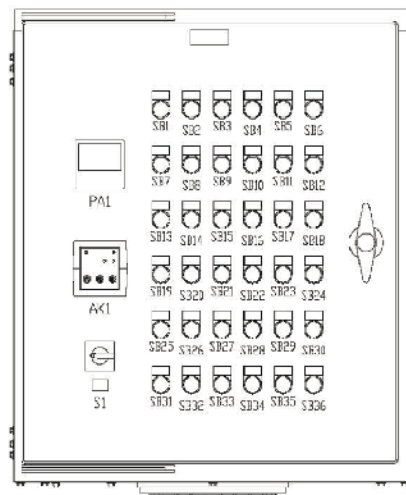 SB1 SB2 SB3 SB4 SB5 SB6
SB7 SB8 SB9 SB10 SB11 SB12
PA1
SB13 SB14 SB15 SB16 SB17 SB18
SB19 SB20 SB21 SB22 SB23 SB24
AK1
SB25 SB26 SB27 SB28 SB29 SB30
SB31 SB32 SB33 SB34 SB35 SB36
S1